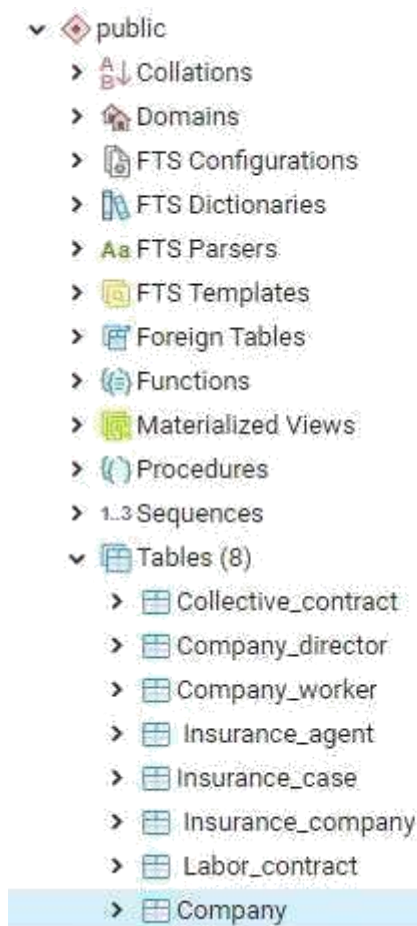 public
Collations
Domains
FTS Configurations
FTS Dictionaries
Aa FTS Parsers
FTS Templates
Foreign Tables
Functions
Materialized Views
Procedures
1..3 Sequences
Tables (8)
Collective_contract
Company_director
Company_worker
Insurance_agent
Insurance_case
Insurance_company
Labor_contract
Company